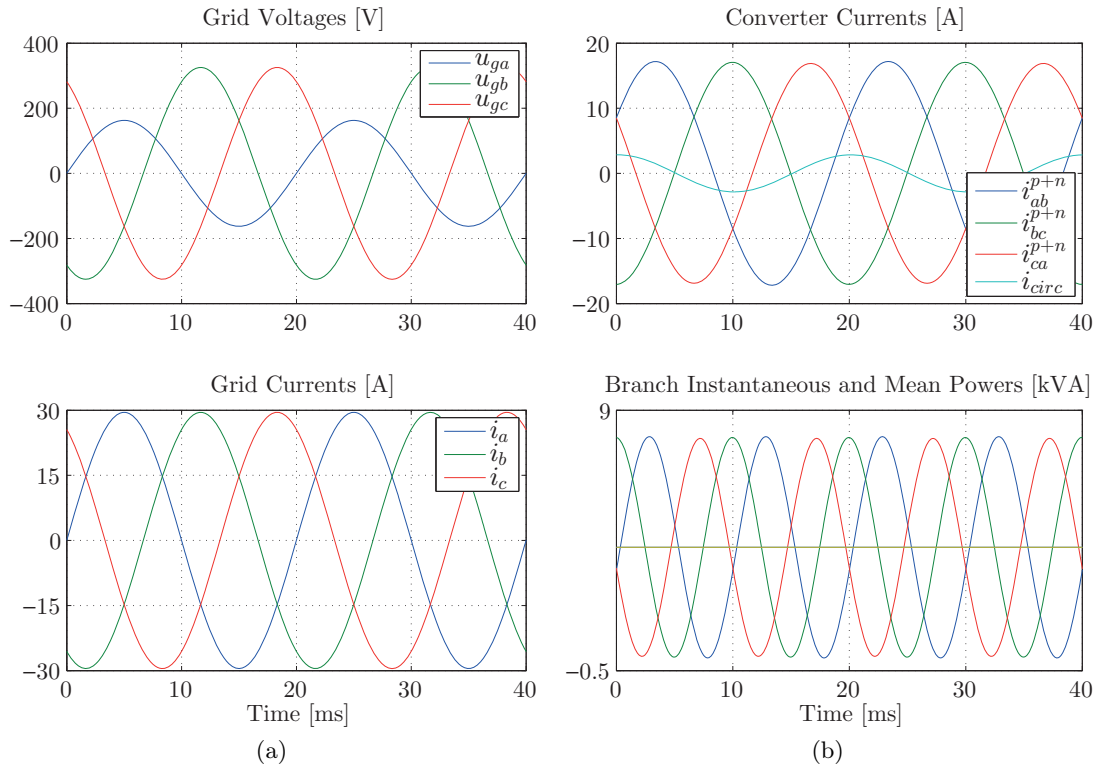 Grid Voltages [V]
400
200
0
−200
−400
0
10
20
30
40
u_ga
u_gb
u_gc
Converter Currents [A]
20
10
0
−10
−20
0
10
20
30
40
i_ab^p+n
i_bc^p+n
i_ca^p+n
i_circ
Grid Currents [A]
30
15
0
−15
−30
0
10
20
30
40
i_a
i_b
i_c
Time [ms]
(a)
Branch Instantaneous and Mean Powers [kVA]
9
−0.5
0
10
20
30
40
Time [ms]
(b)